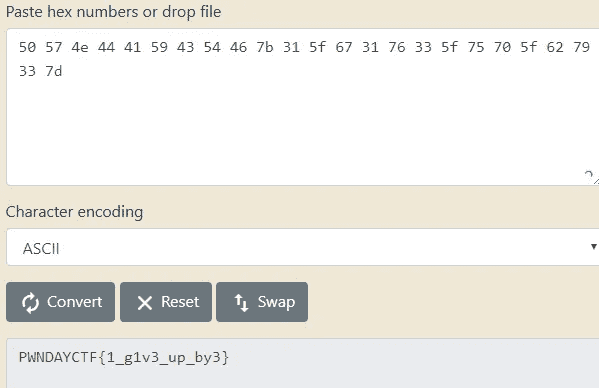 Paste hex numbers or drop file
50 57 4e 44 41 59 43 54 46 7b 31 5f 67 31 76 33 5f 75 70 5f 62 79
33 7d
Character encoding
ASCII
Convert Reset Swap
PWNDAYCTF{1_g1v3_up_by3}